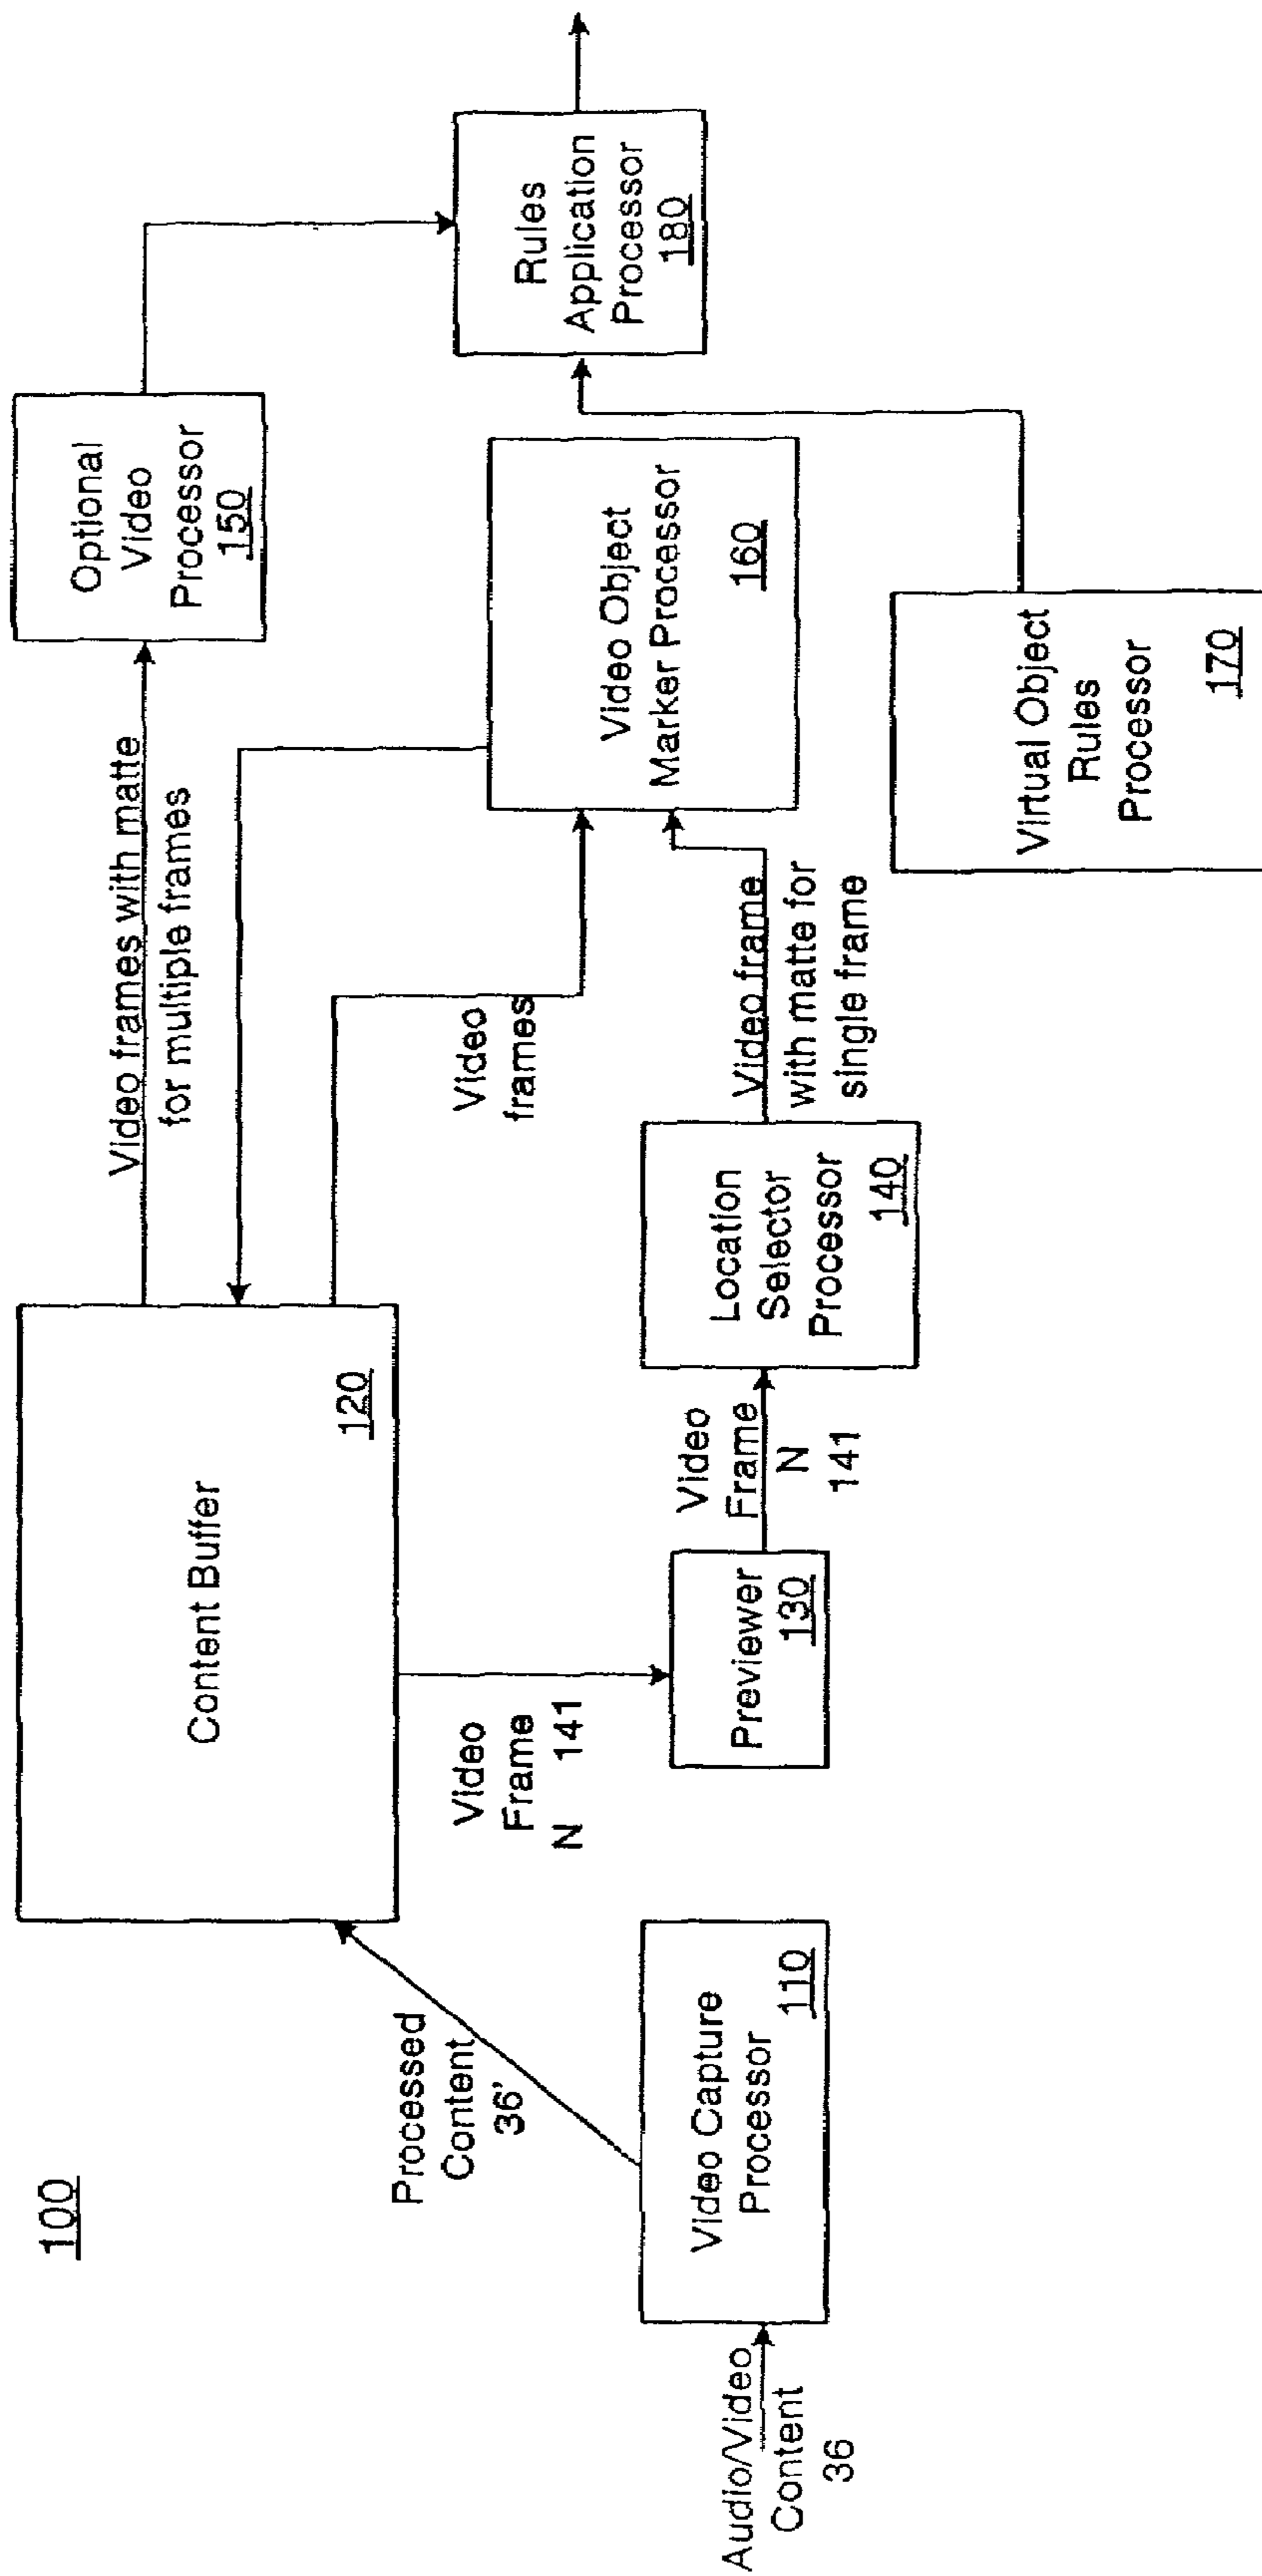 100
Audio/Video
Content
36
Video Capture
Processor
110
Processed
Content
36'
Content Buffer
120
Video
Frame
N 141
Previewer
130
Video
Frame
N
141
Location
Selector
Processor
140
Video frame
with matte for
single frame
Video
frames
Video frames with matte
for multiple frames
Optional
Video
Processor
150
Video Object
Marker Processor
160
Virtual Object
Rules
Processor
170
Rules
Application
Processor
180